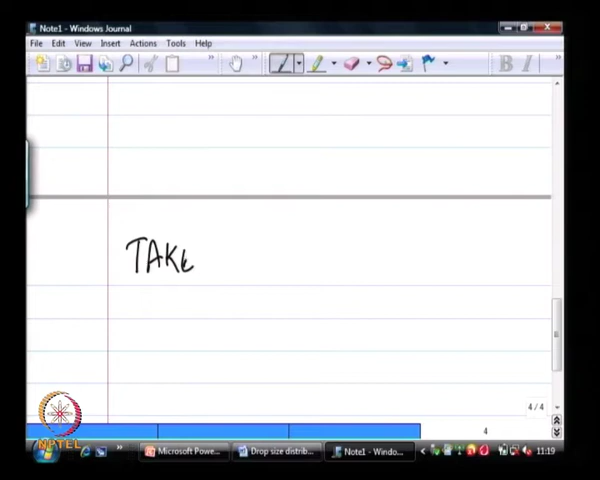 Note1 - Windows Journal
File Edit View Insert Actions Tools Help
B I
TAKE
4 / 4
4
NPTEL
Microsoft Powe...
Drop size distrib...
Note1 - Windo...
11:19